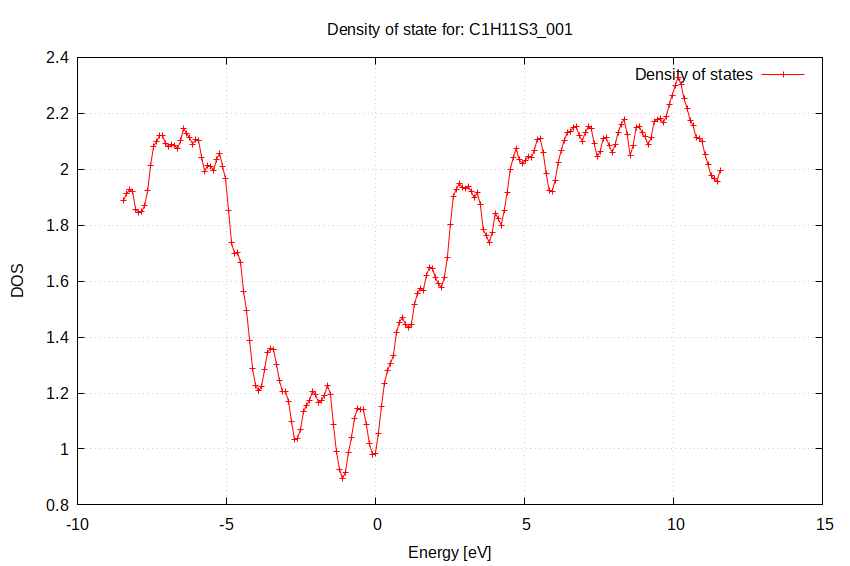 Density of state for: C1H11S3_001
Density of states
2.4
2.2
2
1.8
1.6
1.4
1.2
1
0.8
DOS
-10 -5 0 5 10 15
Energy [eV]